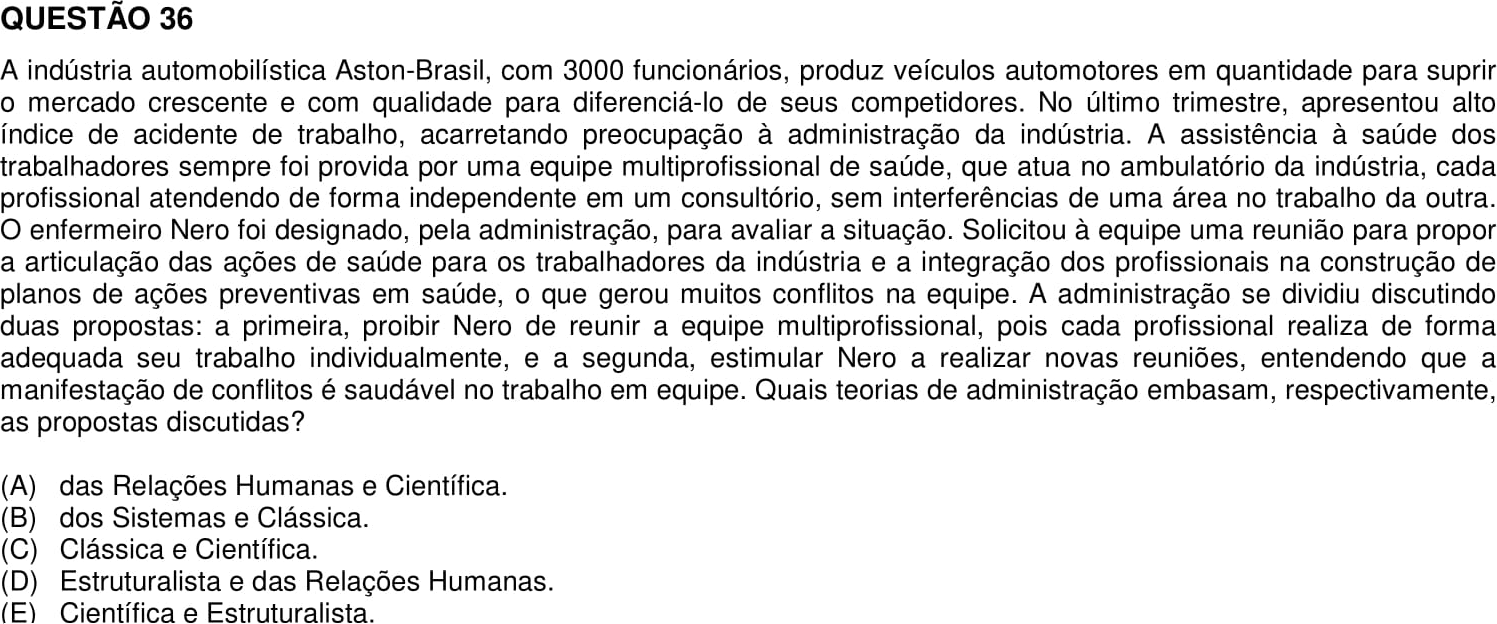 QUESTÃO 36
A indústria automobilística Aston-Brasil, com 3000 funcionários, produz veículos automotores em quantidade para suprir
o mercado crescente e com qualidade para diferenciá-lo de seus competidores. No último trimestre, apresentou alto
índice de acidente de trabalho, acarretando preocupação à administração da indústria. A assistência à saúde dos
trabalhadores sempre foi provida por uma equipe multiprofissional de saúde, que atua no ambulatório da indústria, cada
profissional atendendo de forma independente em um consultório, sem interferências de uma área no trabalho da outra.
O enfermeiro Nero foi designado, pela administração, para avaliar a situação. Solicitou à equipe uma reunião para propor
a articulação das ações de saúde para os trabalhadores da indústria e a integração dos profissionais na construção de
planos de ações preventivas em saúde, o que gerou muitos conflitos na equipe. A administração se dividiu discutindo
duas propostas: a primeira, proibir Nero de reunir a equipe multiprofissional, pois cada profissional realiza de forma
adequada seu trabalho individualmente, e a segunda, estimular Nero a realizar novas reuniões, entendendo que a
manifestação de conflitos é saudável no trabalho em equipe. Quais teorias de administração embasam, respectivamente,
as propostas discutidas?
(A) das Relações Humanas e Científica.
(B) dos Sistemas e Clássica.
(C) Clássica e Científica.
(D) Estruturalista e das Relações Humanas.
(E) Científica e Estruturalista.